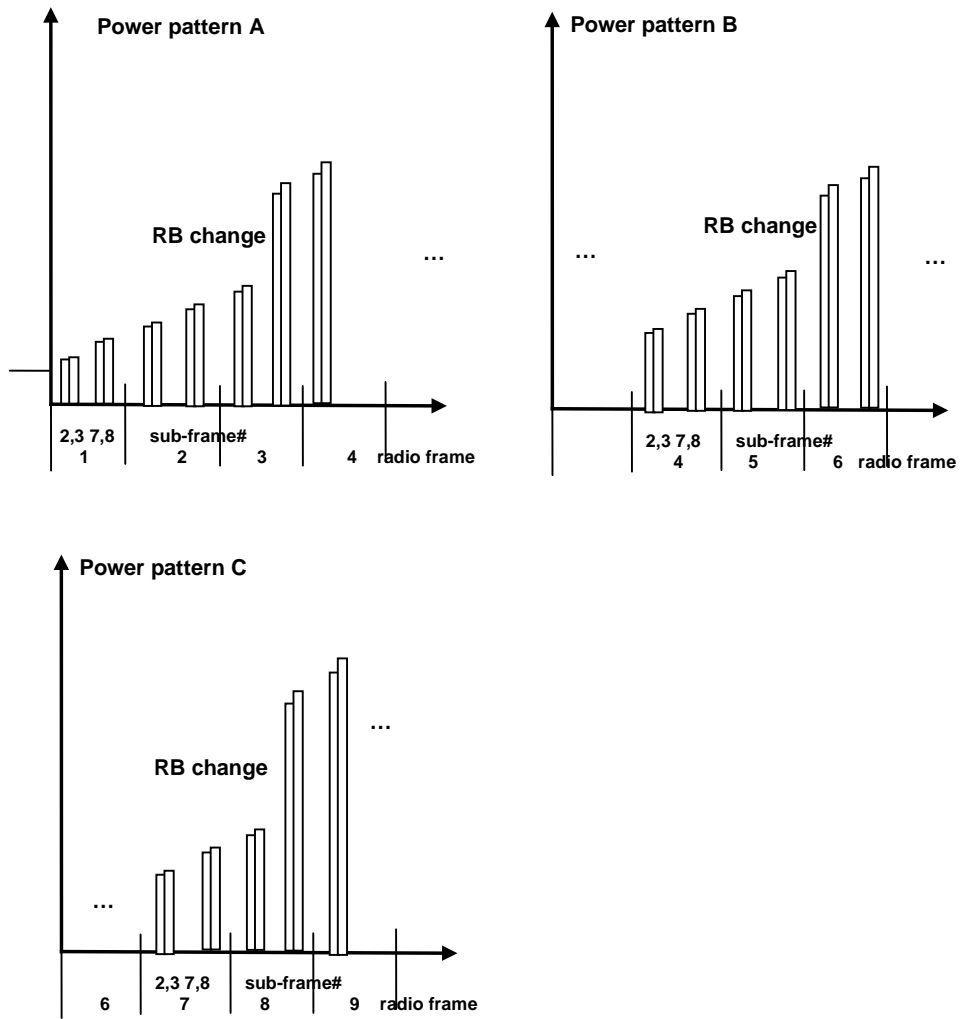 Power pattern A
RB change
...
2,3 7,8 sub-frame#
1 2 3 4 radio frame
Power pattern B
RB change
...
...
2,3 7,8 sub-frame#
4 5 6 radio frame
Power pattern C
RB change
...
...
2,3 7,8 sub-frame#
6 7 8 9 radio frame